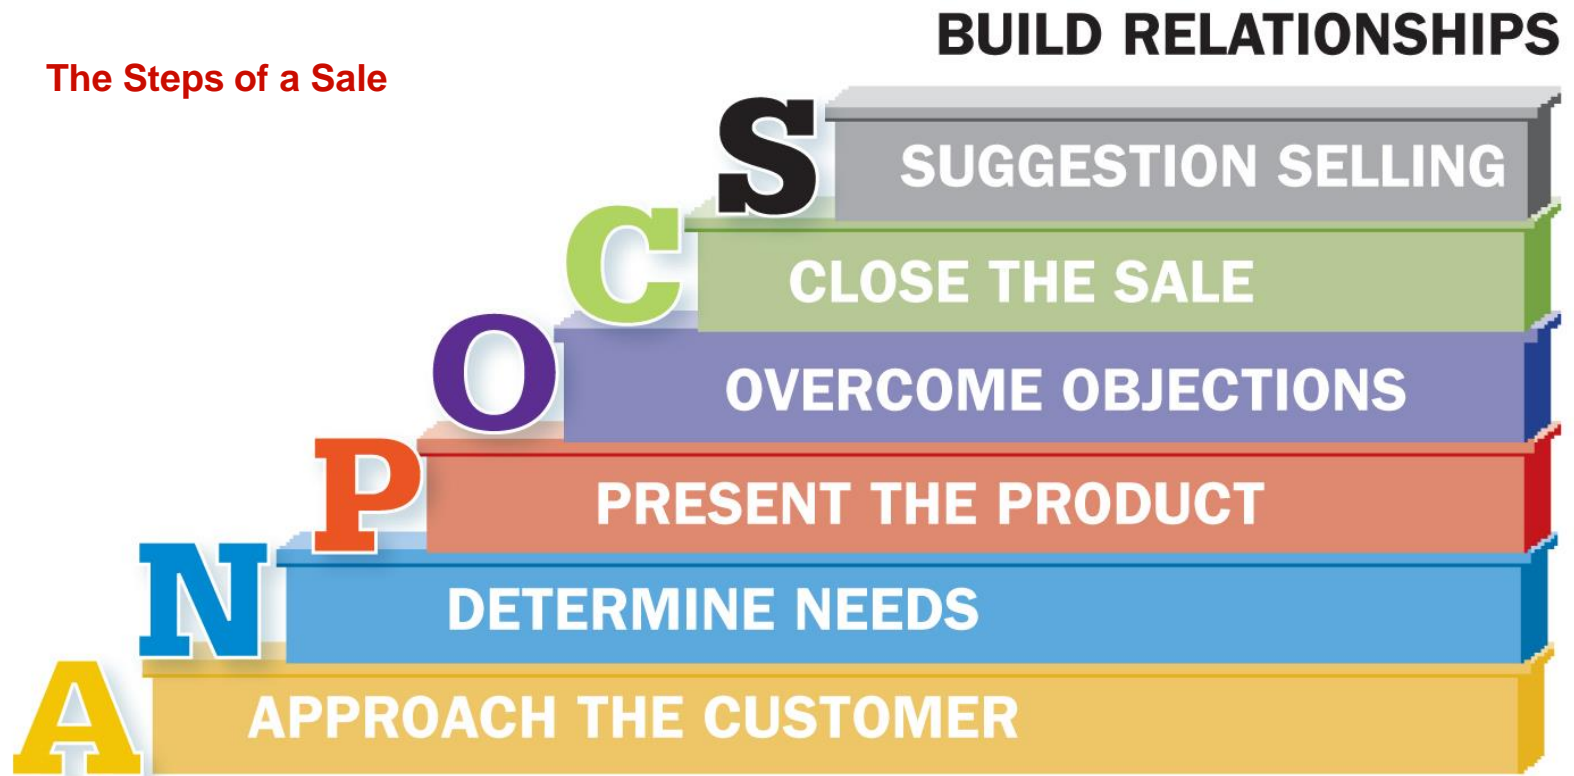 BUILD RELATIONSHIPS
The Steps of a Sale
S SUGGESTION SELLING
C CLOSE THE SALE
O OVERCOME OBJECTIONS
P PRESENT THE PRODUCT
N DETERMINE NEEDS
A APPROACH THE CUSTOMER